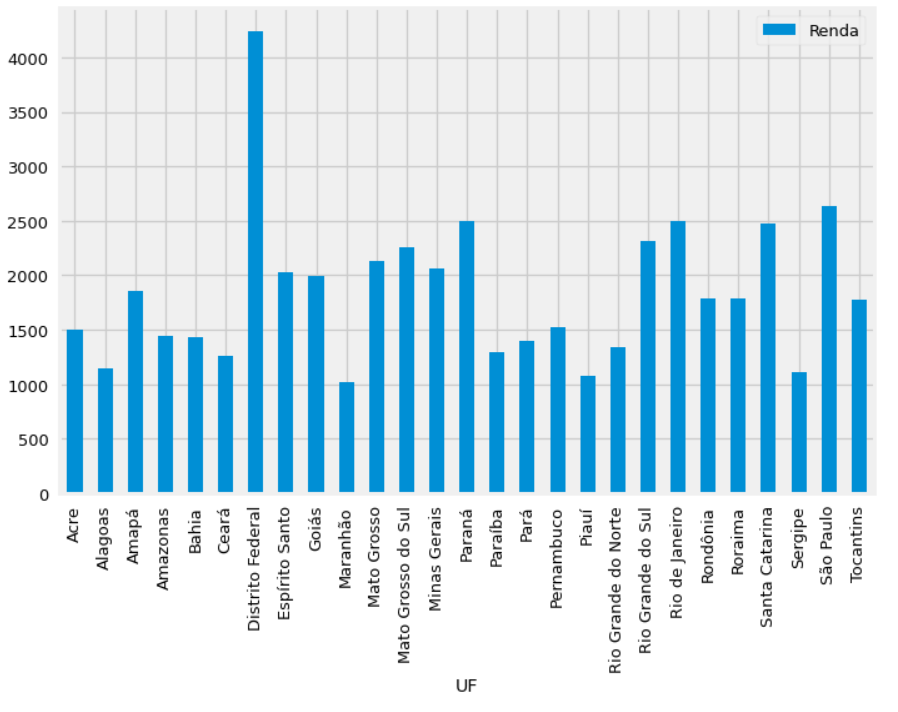 Renda
4000
3500
3000
2500
2000
1500
1000
500
0
Acre
Alagoas
Amapá
Amazonas
Bahia
Ceará
Distrito Federal
Espírito Santo
Goiás
Maranhão
Mato Grosso
Mato Grosso do Sul
Minas Gerais
Paraná
Paraíba
Pará
Pernambuco
Piauí
Rio Grande do Norte
Rio Grande do Sul
Rio de Janeiro
Rondônia
Roraima
Santa Catarina
Sergipe
São Paulo
Tocantins
UF